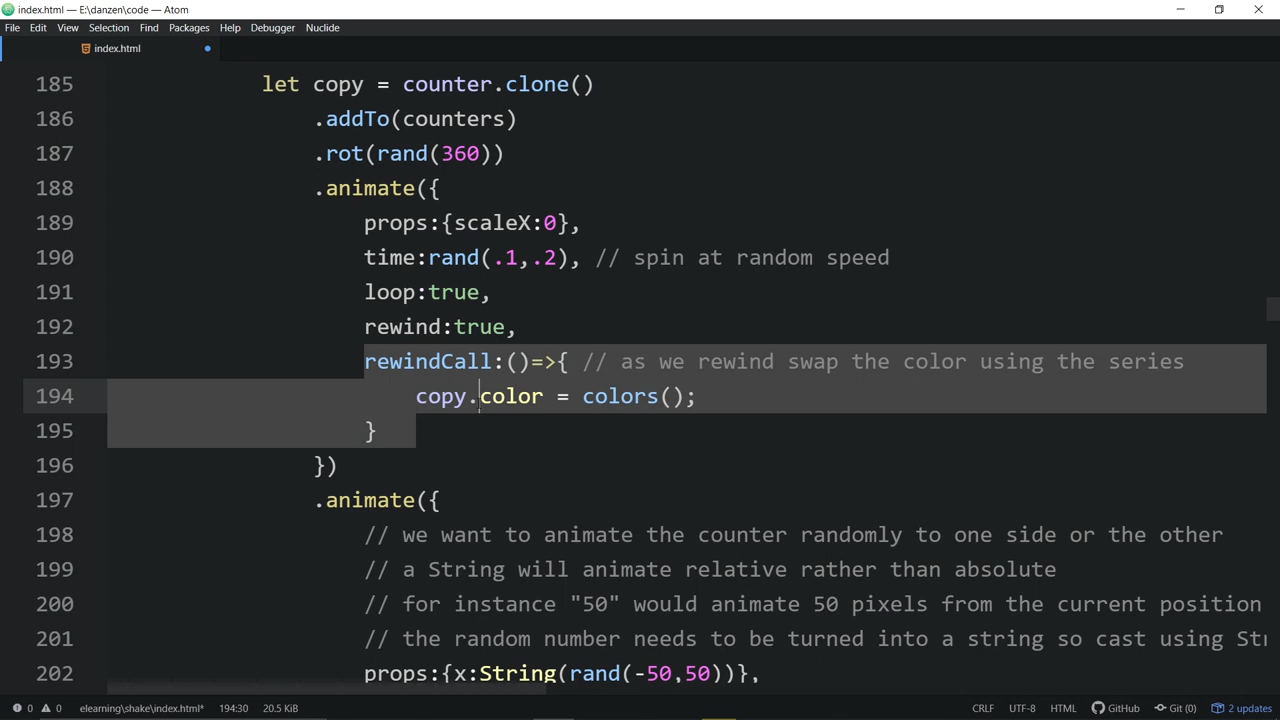 index.html — E:\danzen\code — Atom
File Edit View Selection Find Packages Help Debugger Nuclide
index.html
185 let copy = counter.clone()
186 .addTo(counters)
187 .rot(rand(360))
188 .animate({
189 props:{scaleX:0},
190 time:rand(.1,.2), // spin at random speed
191 loop:true,
192 rewind:true,
193 rewindCall:()=>{ // as we rewind swap the color using the series
194 copy.color = colors();
195 }
196 })
197 .animate({
198 // we want to animate the counter randomly to one side or the other
199 // a String will animate relative rather than absolute
200 // for instance "50" would animate 50 pixels from the current position
201 // the random number needs to be turned into a string so cast using Str
202 props:{x:String(rand(-50,50))},
0 0 elearning\shake\index.html* 194:30 20.5 KiB CRLF UTF-8 HTML GitHub Git (0) 2 updates